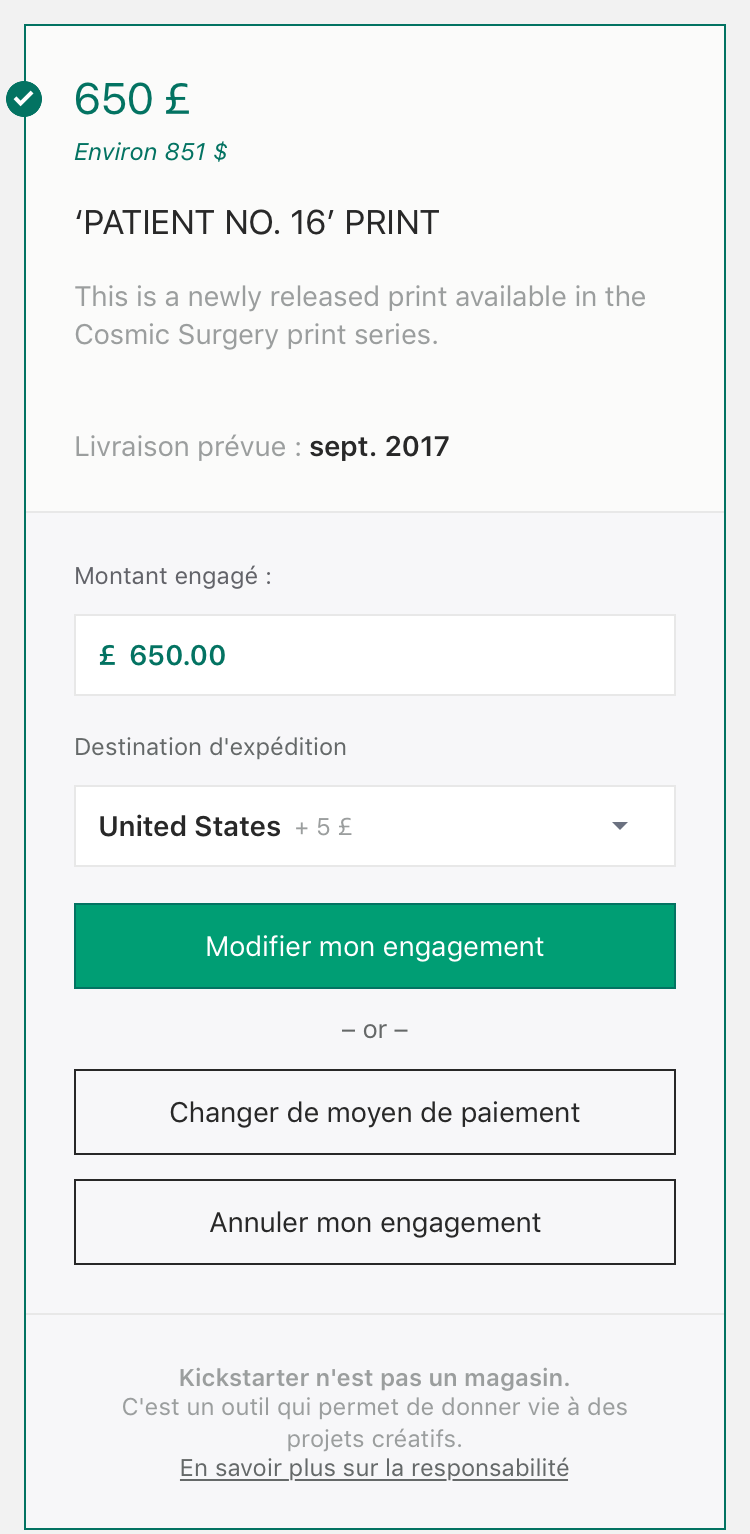 650 £
Environ 851 $
‘PATIENT NO. 16’ PRINT
This is a newly released print available in the
Cosmic Surgery print series.
Livraison prévue : sept. 2017
Montant engagé :
£ 650.00
Destination d'expédition
United States + 5 £
Modifier mon engagement
– or –
Changer de moyen de paiement
Annuler mon engagement
Kickstarter n'est pas un magasin.
C'est un outil qui permet de donner vie à des
projets créatifs.
En savoir plus sur la responsabilité